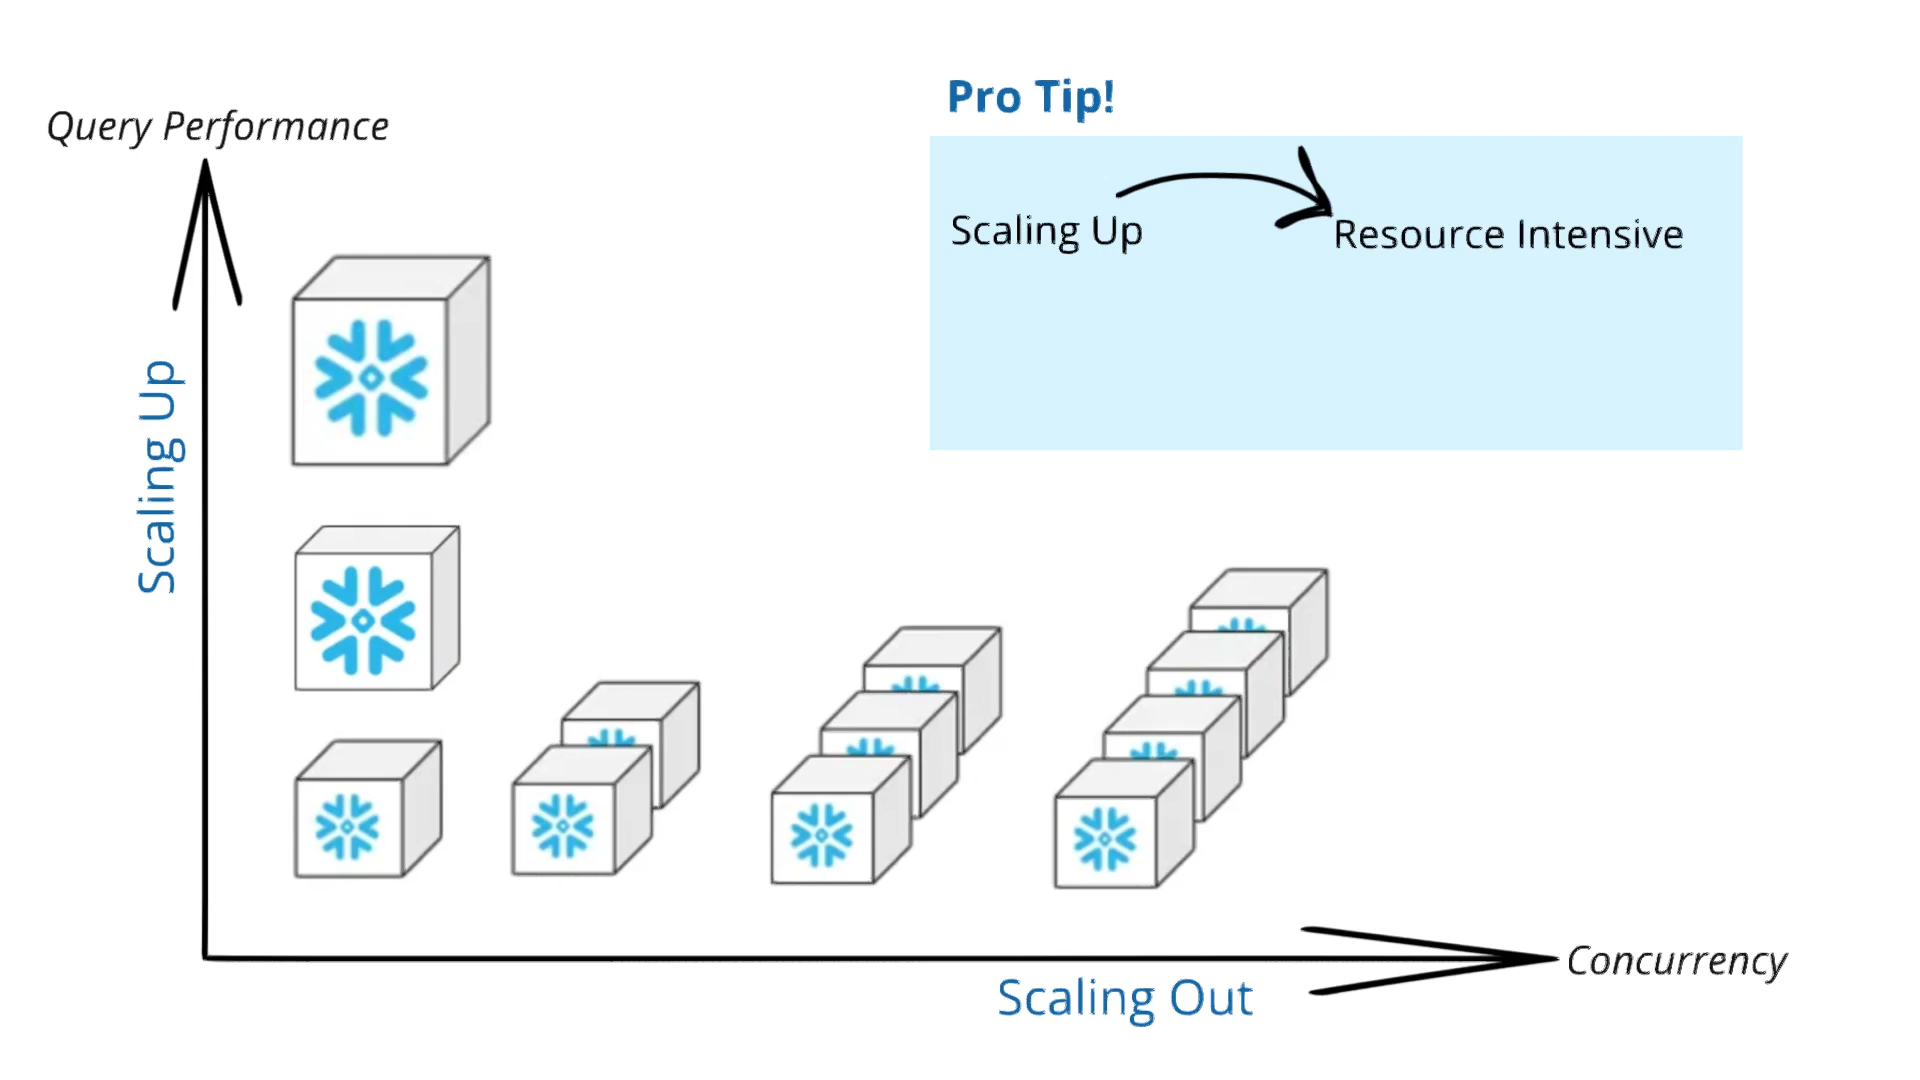 Pro Tip!
Query Performance
Scaling Up
Resource Intensive
Scaling Up
Concurrency
Scaling Out